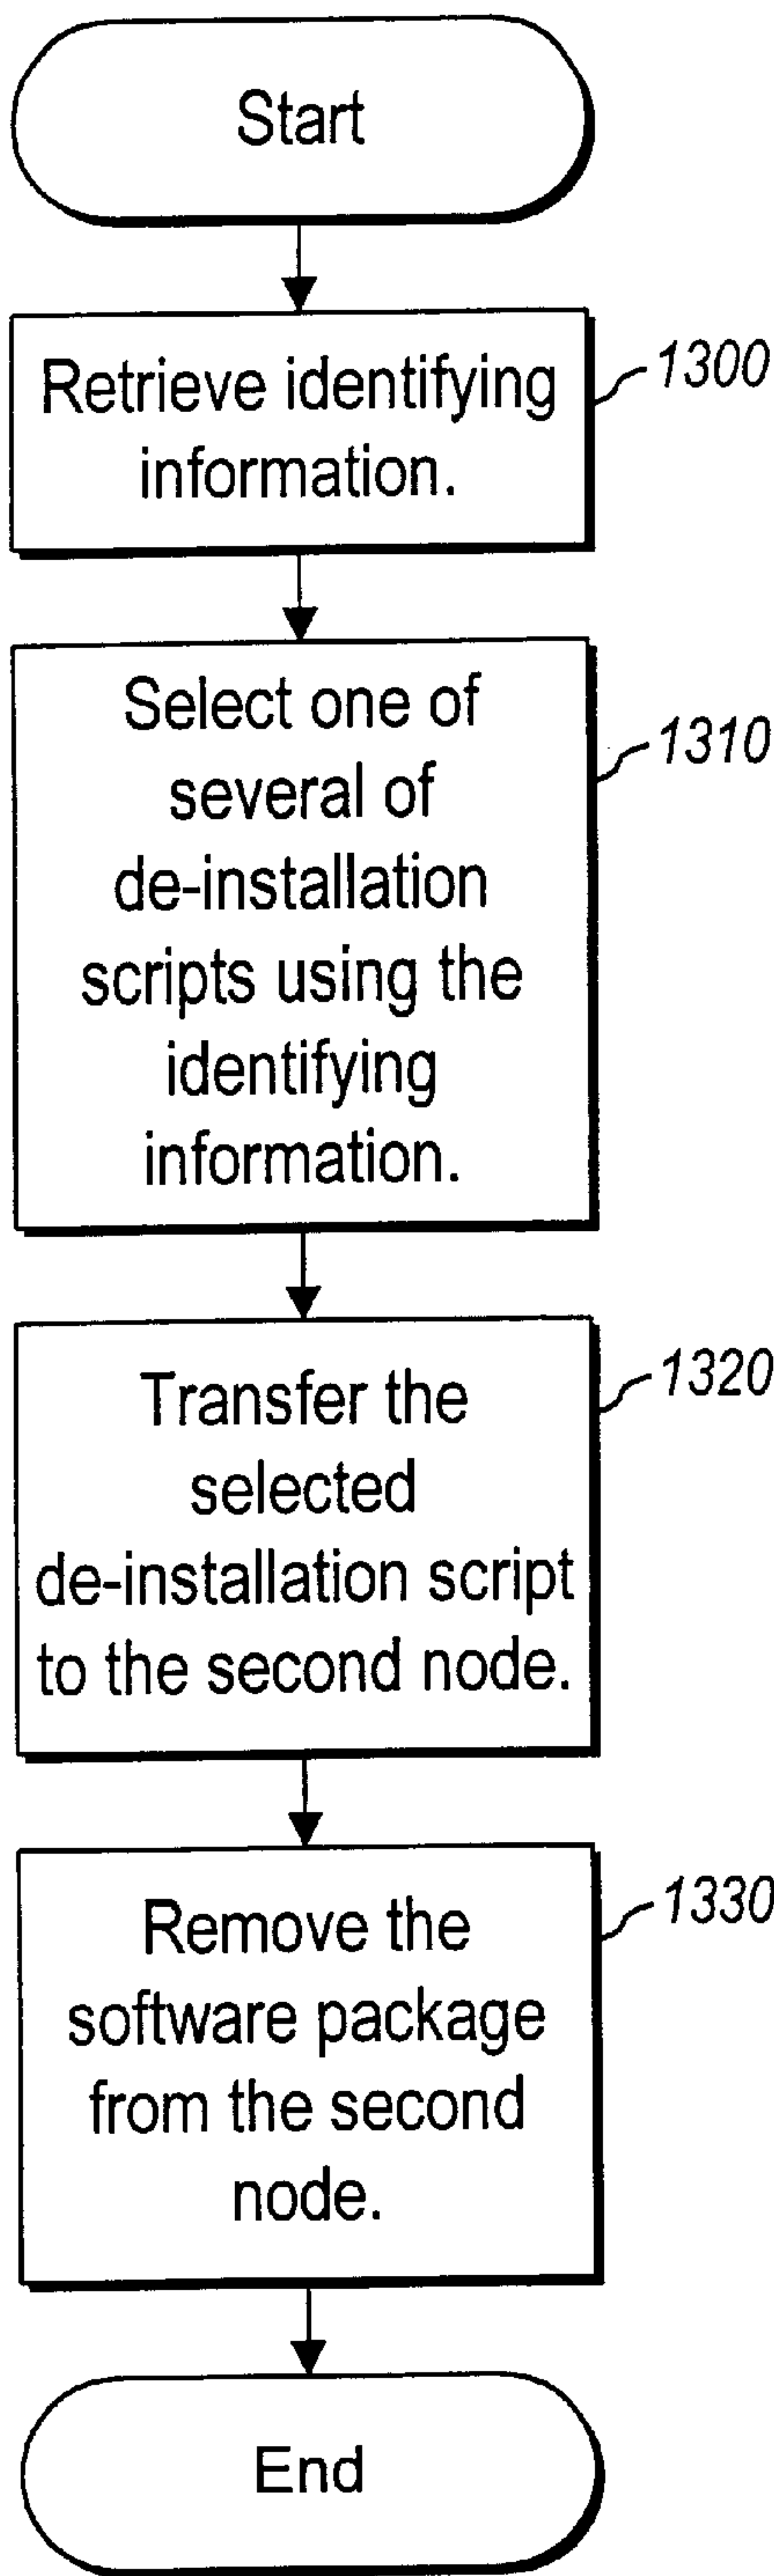 Start
Retrieve identifying
information.
1300
Select one of
several of
de-installation
scripts using the
identifying
information.
1310
Transfer the
selected
de-installation script
to the second node.
1320
Remove the
software package
from the second
node.
1330
End